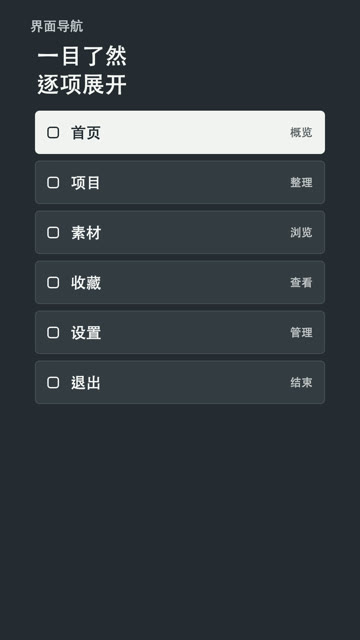 界面导航
一目了然
逐项展开
首页 概览
项目 整理
素材 浏览
收藏 查看
设置 管理
退出 结束